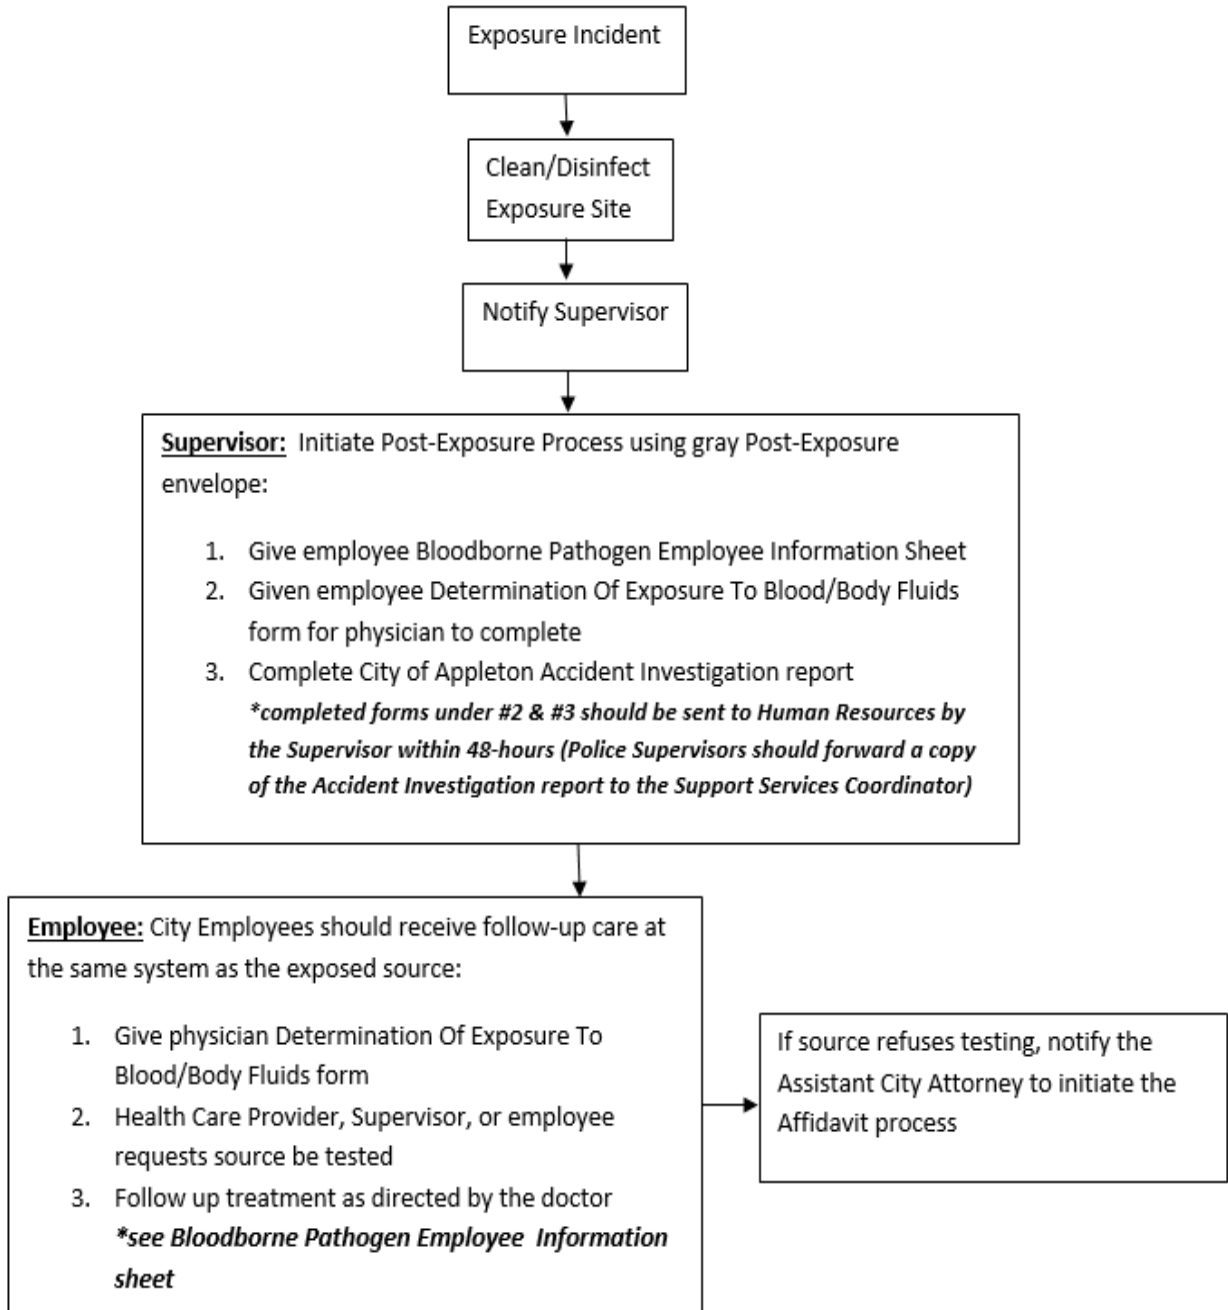 Exposure Incident
Clean/Disinfect
Exposure Site
Notify Supervisor
Supervisor: Initiate Post-Exposure Process using gray Post-Exposure
envelope:
1. Give employee Bloodborne Pathogen Employee Information Sheet
2. Given employee Determination Of Exposure To Blood/Body Fluids
form for physician to complete
3. Complete City of Appleton Accident Investigation report
*completed forms under #2 & #3 should be sent to Human Resources by
the Supervisor within 48-hours (Police Supervisors should forward a copy
of the Accident Investigation report to the Support Services Coordinator)
Employee: City Employees should receive follow-up care at
the same system as the exposed source:
1. Give physician Determination Of Exposure To
Blood/Body Fluids form
2. Health Care Provider, Supervisor, or employee
requests source be tested
3. Follow up treatment as directed by the doctor
*see Bloodborne Pathogen Employee Information
sheet
If source refuses testing, notify the
Assistant City Attorney to initiate the
Affidavit process